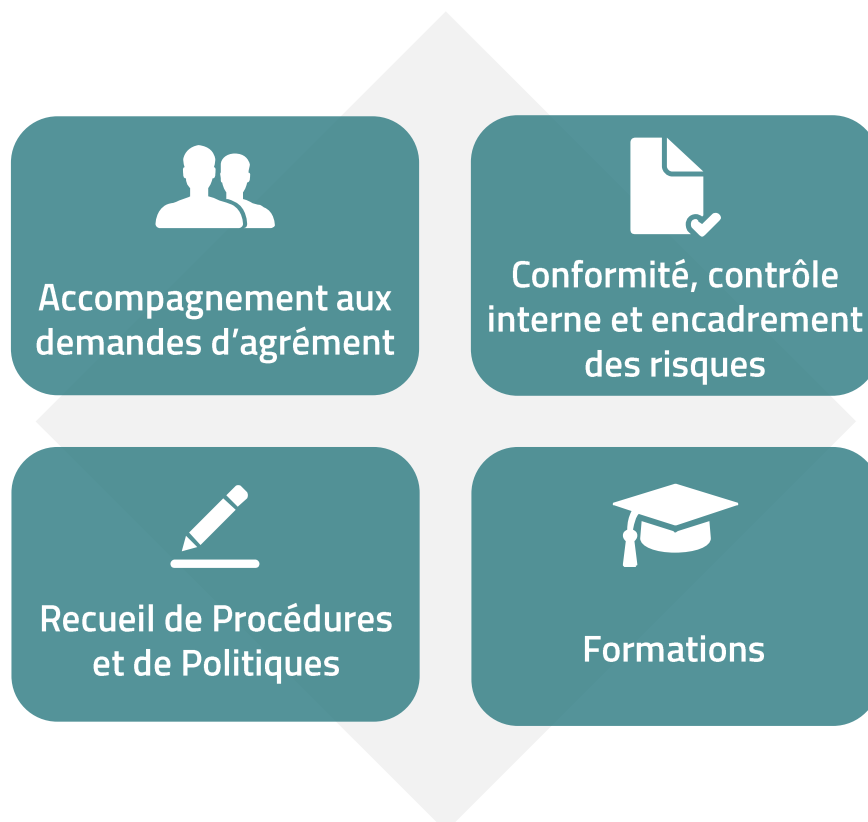 Accompagnement aux
demandes d’agrément
Conformité, contrôle
interne et encadrement
des risques
Recueil de Procédures
et de Politiques
Formations